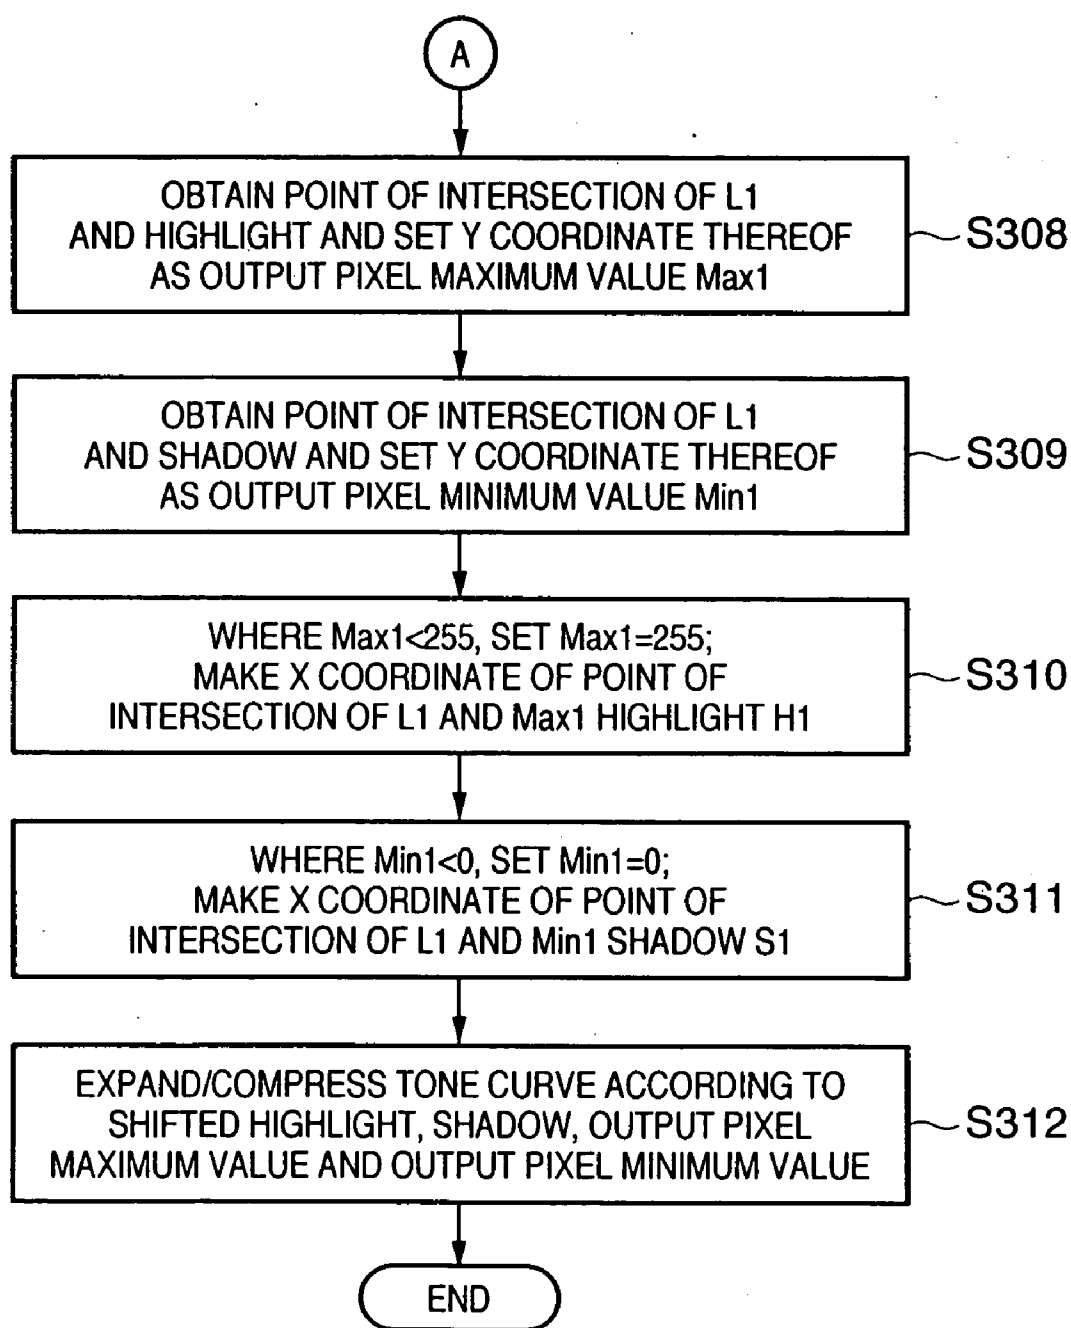 A
OBTAIN POINT OF INTERSECTION OF L1
AND HIGHLIGHT AND SET Y COORDINATE THEREOF
AS OUTPUT PIXEL MAXIMUM VALUE Max1
S308
OBTAIN POINT OF INTERSECTION OF L1
AND SHADOW AND SET Y COORDINATE THEREOF
AS OUTPUT PIXEL MINIMUM VALUE Min1
S309
WHERE Max1<255, SET Max1=255;
MAKE X COORDINATE OF POINT OF
INTERSECTION OF L1 AND Max1 HIGHLIGHT H1
S310
WHERE Min1<0, SET Min1=0;
MAKE X COORDINATE OF POINT OF
INTERSECTION OF L1 AND Min1 SHADOW S1
S311
EXPAND/COMPRESS TONE CURVE ACCORDING TO
SHIFTED HIGHLIGHT, SHADOW, OUTPUT PIXEL
MAXIMUM VALUE AND OUTPUT PIXEL MINIMUM VALUE
S312
END